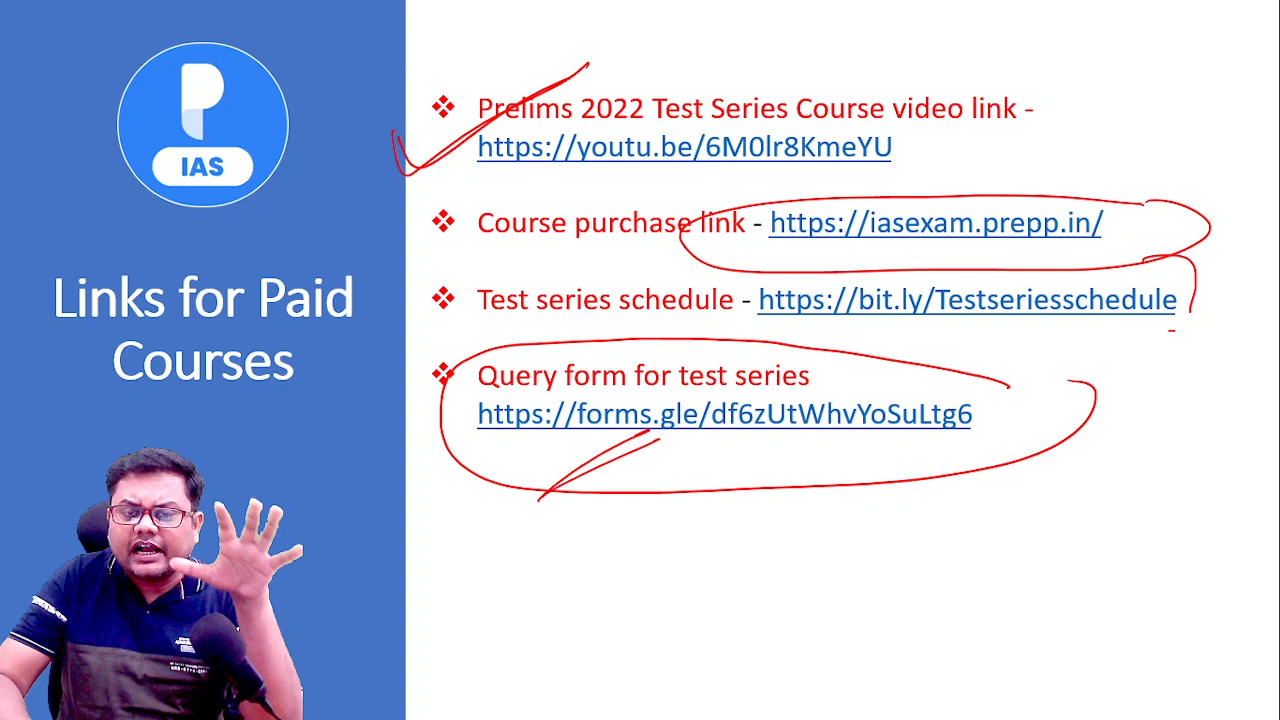 IAS
Links for Paid
Courses
Prelims 2022 Test Series Course video link -
https://youtu.be/6M0lr8KmeYU
Course purchase link - https://iasexam.prepp.in/
Test series schedule - https://bit.ly/Testseriesschedule
Query form for test series
https://forms.gle/df6zUtWhvYoSuLtg6